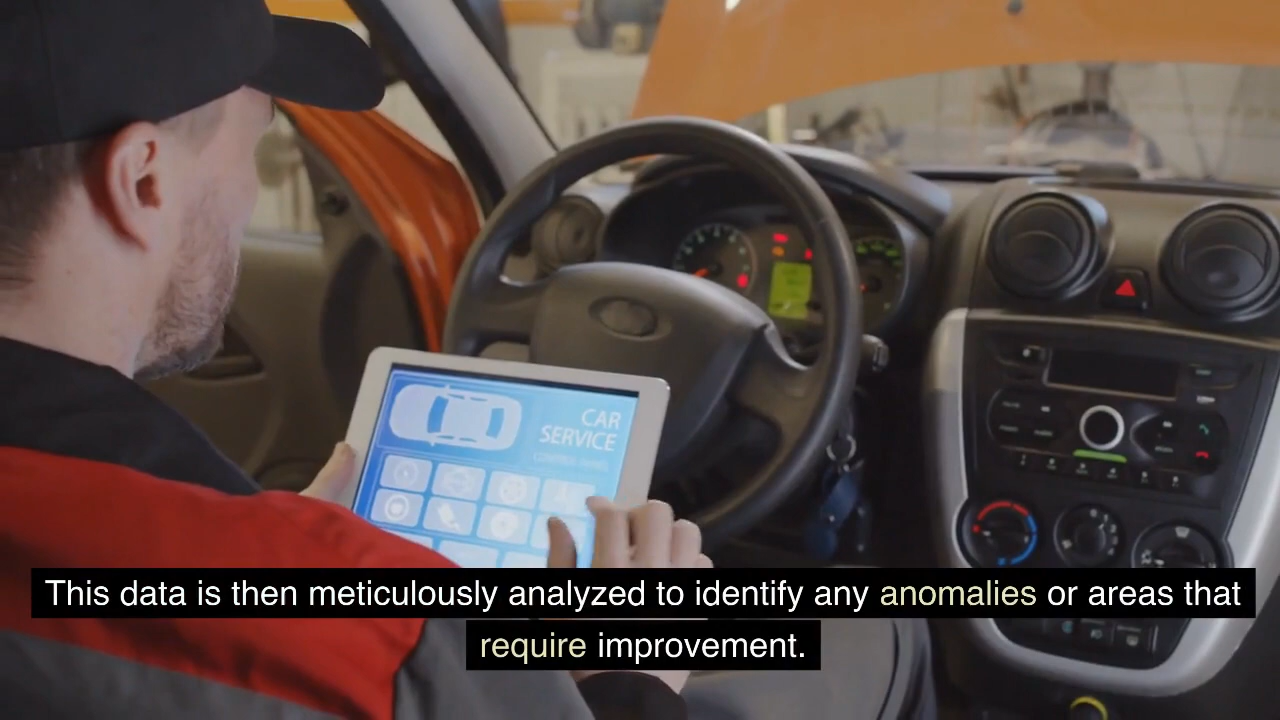 CAR
SERVICE
This data is then meticulously analyzed to identify any anomalies or areas that
require improvement.